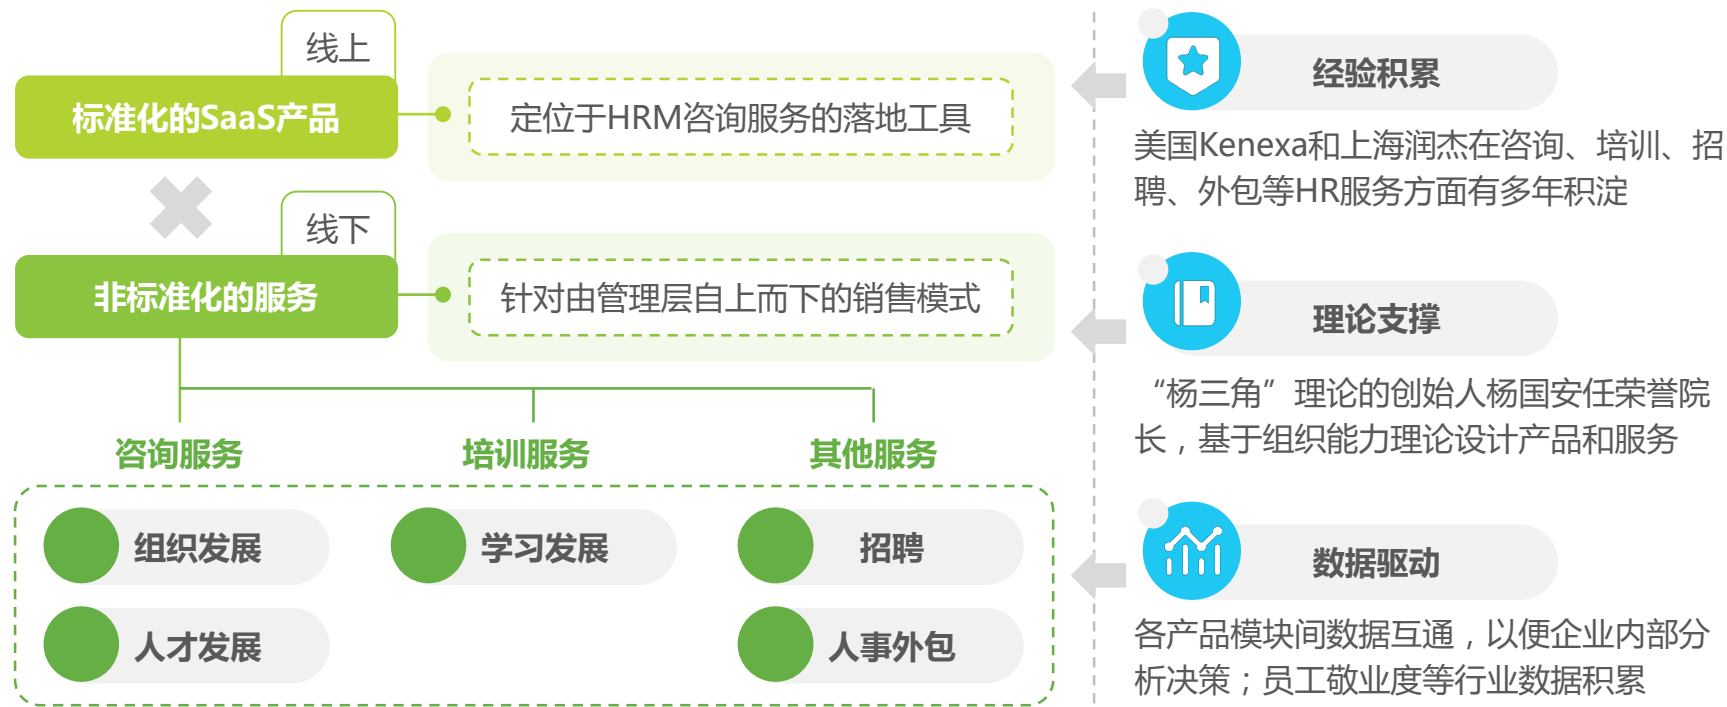 线上
标准化的SaaS产品
定位于HRM咨询服务的落地工具
线下
非标准化的服务
针对由管理层自上而下的销售模式
咨询服务
培训服务
其他服务
组织发展
学习发展
招聘
人才发展
人事外包
经验积累
美国Kenexa和上海润杰在咨询、培训、招
聘、外包等HR服务方面有多年积淀
理论支撑
“杨三角”理论的创始人杨国安任荣誉院
长，基于组织能力理论设计产品和服务
数据驱动
各产品模块间数据互通，以便企业内部分
析决策；员工敬业度等行业数据积累